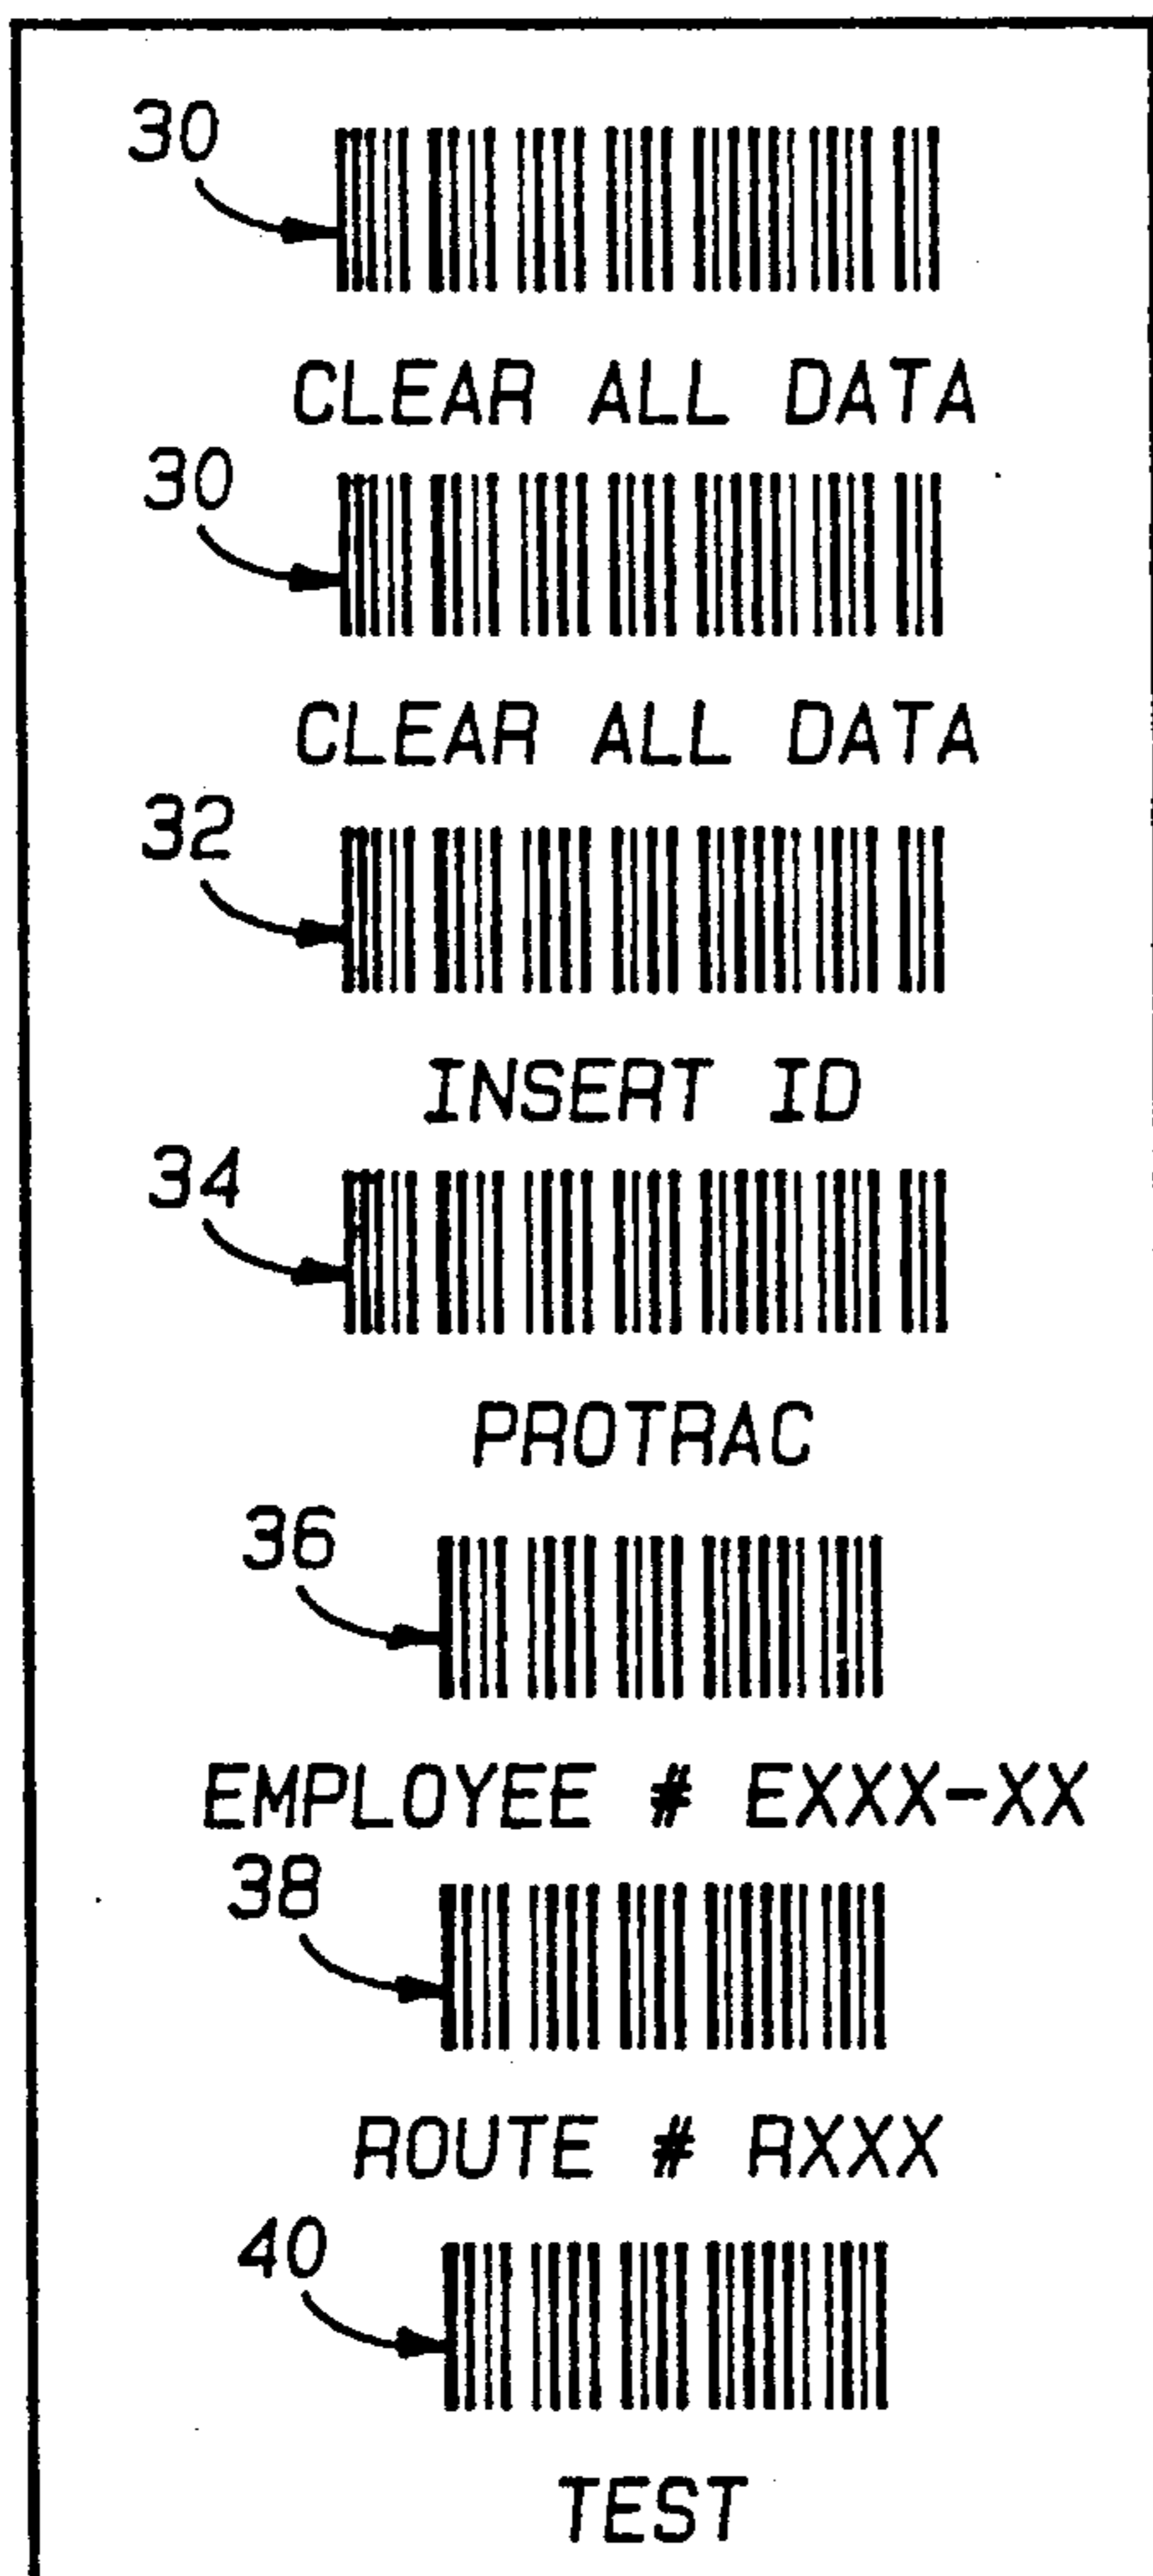 30
CLEAR ALL DATA
30
CLEAR ALL DATA
32
INSERT ID
34
PROTRAC
36
EMPLOYEE # EXXX-XX
38
ROUTE # RXXX
40
TEST